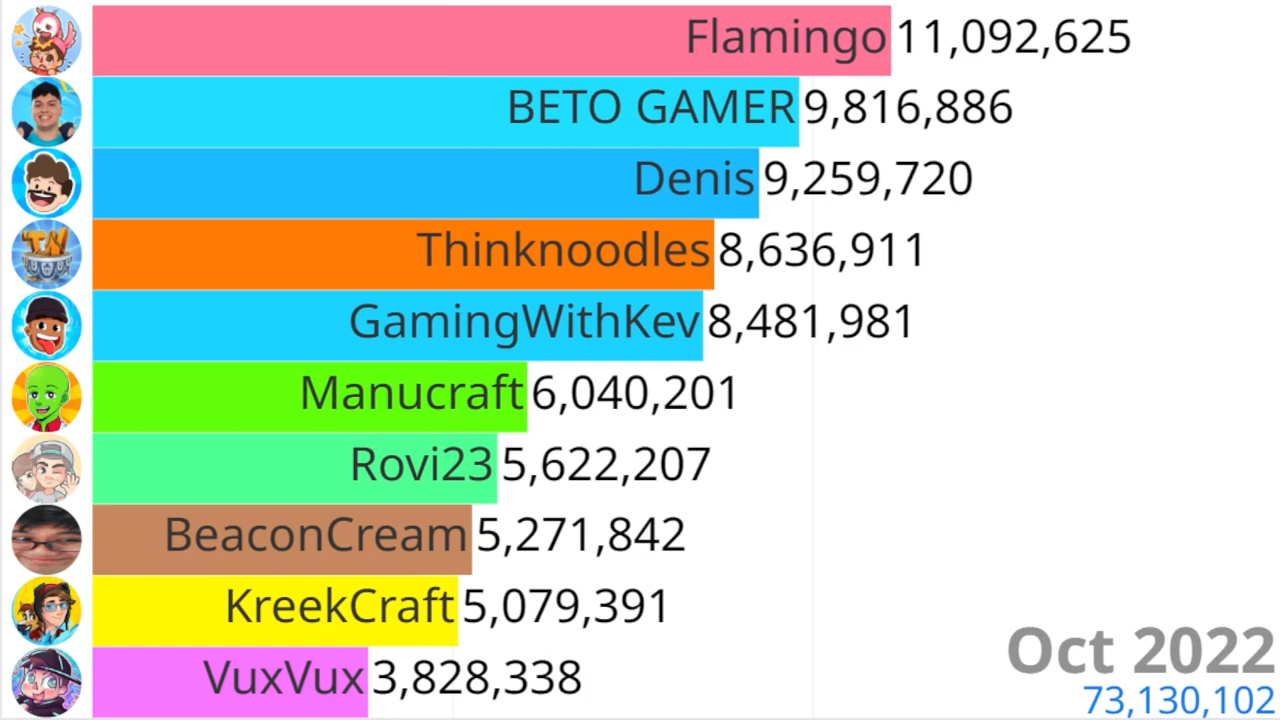 Flamingo 11,092,625
BETO GAMER 9,816,886
Denis 9,259,720
Thinknoodles 8,636,911
GamingWithKev 8,481,981
Manucraft 6,040,201
Rovi23 5,622,207
BeaconCream 5,271,842
KreekCraft 5,079,391
VuxVux 3,828,338
Oct 2022
73,130,102
TN